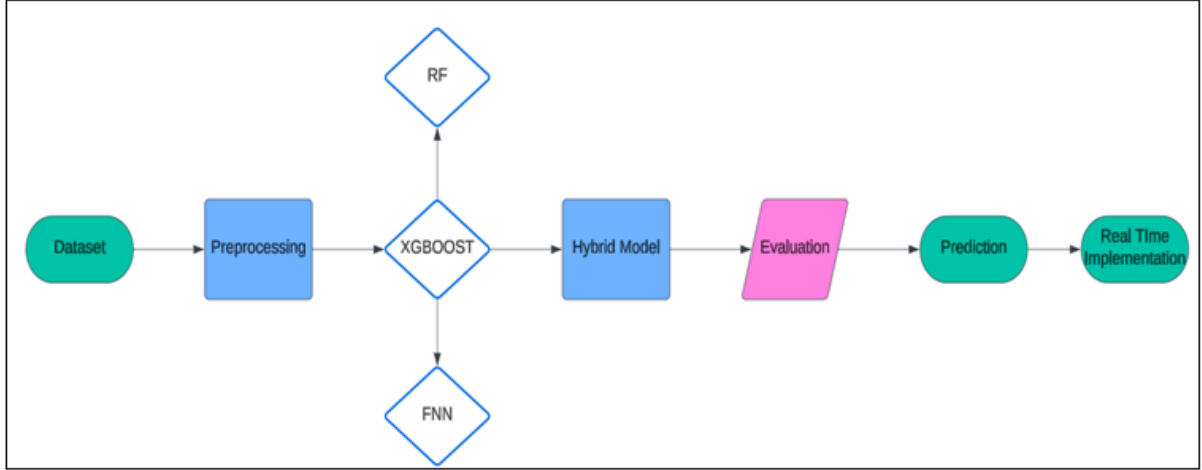 RF
Dataset
Preprocessing
XGBOOST
Hybrid Model
Evaluation
Prediction
Real TIme
Implementation
FNN